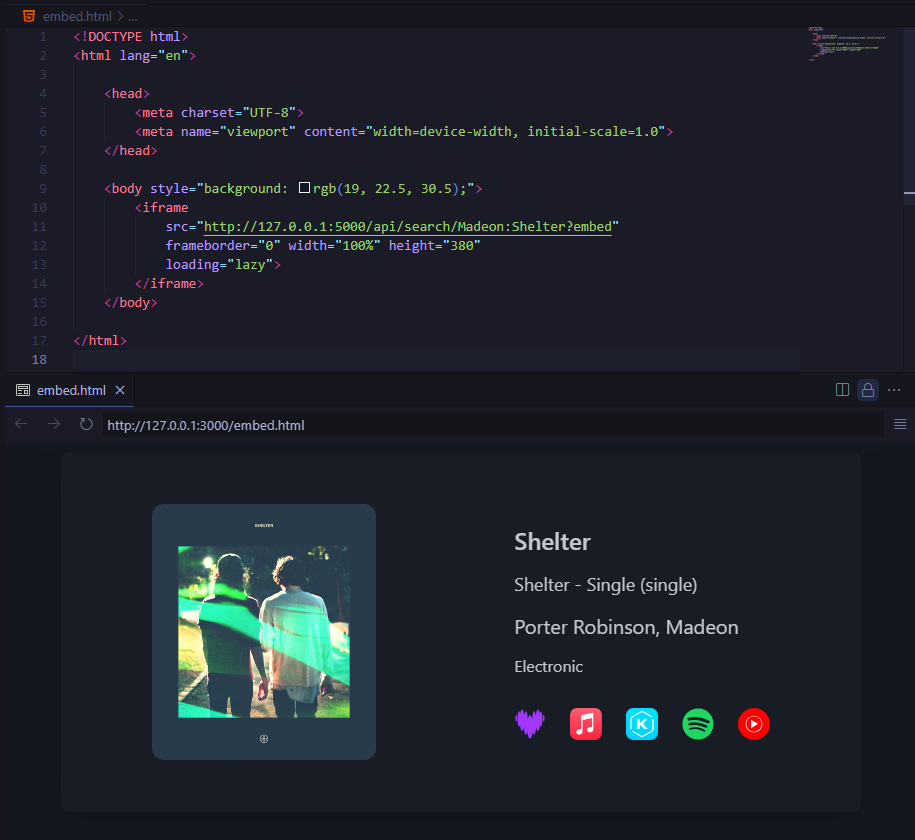 embed.html > ...
1 <!DOCTYPE html>
2 <html lang="en">
3
4 <head>
5 <meta charset="UTF-8">
6 <meta name="viewport" content="width=device-width, initial-scale=1.0">
7 </head>
8
9 <body style="background: rgb(19, 22.5, 30.5);">
10 <iframe
11 src="http://127.0.0.1:5000/api/search/Madeon:Shelter?embed"
12 frameborder="0" width="100%" height="380"
13 loading="lazy">
14 </iframe>
15 </body>
16
17 </html>
18
embed.html
http://127.0.0.1:3000/embed.html
SHELTER
Shelter
Shelter - Single (single)
Porter Robinson, Madeon
Electronic
K